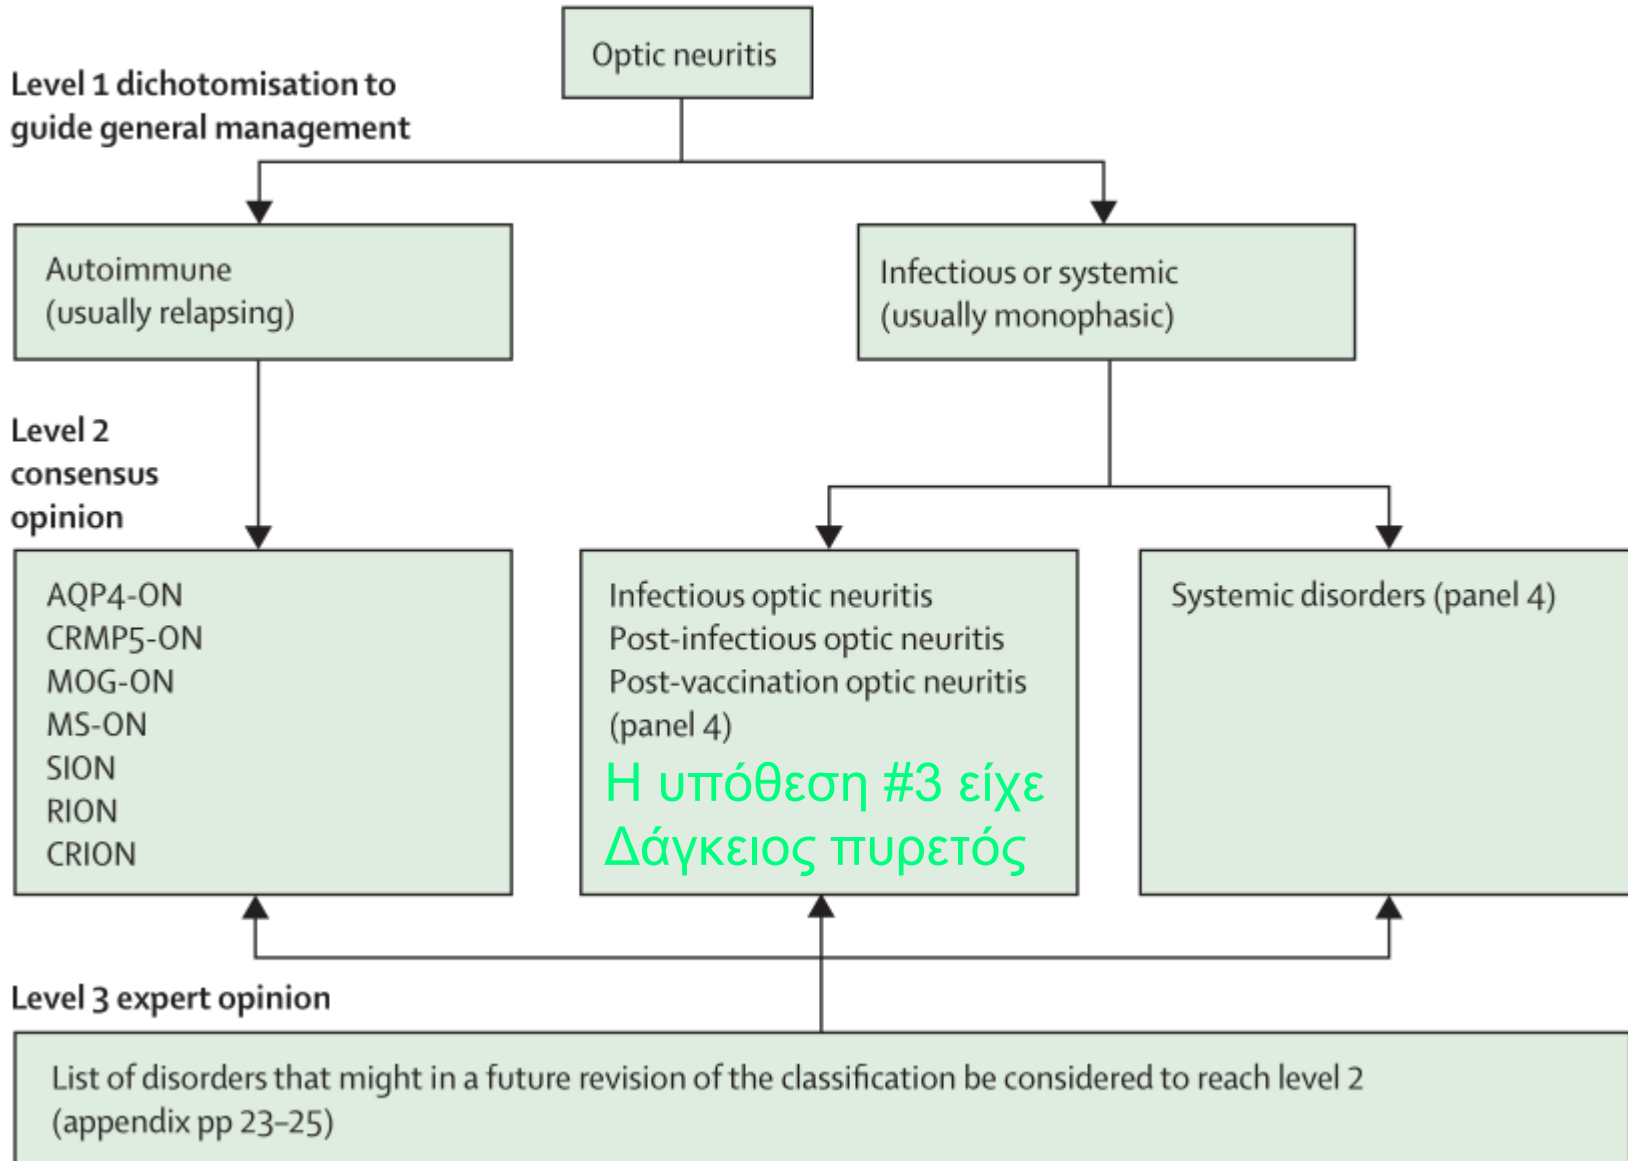 Optic neuritis
Level 1 dichotomisation to
guide general management
Autoimmune
(usually relapsing)
Infectious or systemic
(usually monophasic)
Level 2
consensus
opinion
AQP4-ON
CRMP5-ON
MOG-ON
MS-ON
SION
RION
CRION
Infectious optic neuritis
Post-infectious optic neuritis
Post-vaccination optic neuritis
(panel 4)
Η υπόθεση #3 είχε
Δάγκειος πυρετός
Systemic disorders (panel 4)
Level 3 expert opinion
List of disorders that might in a future revision of the classification be considered to reach level 2
(appendix pp 23–25)